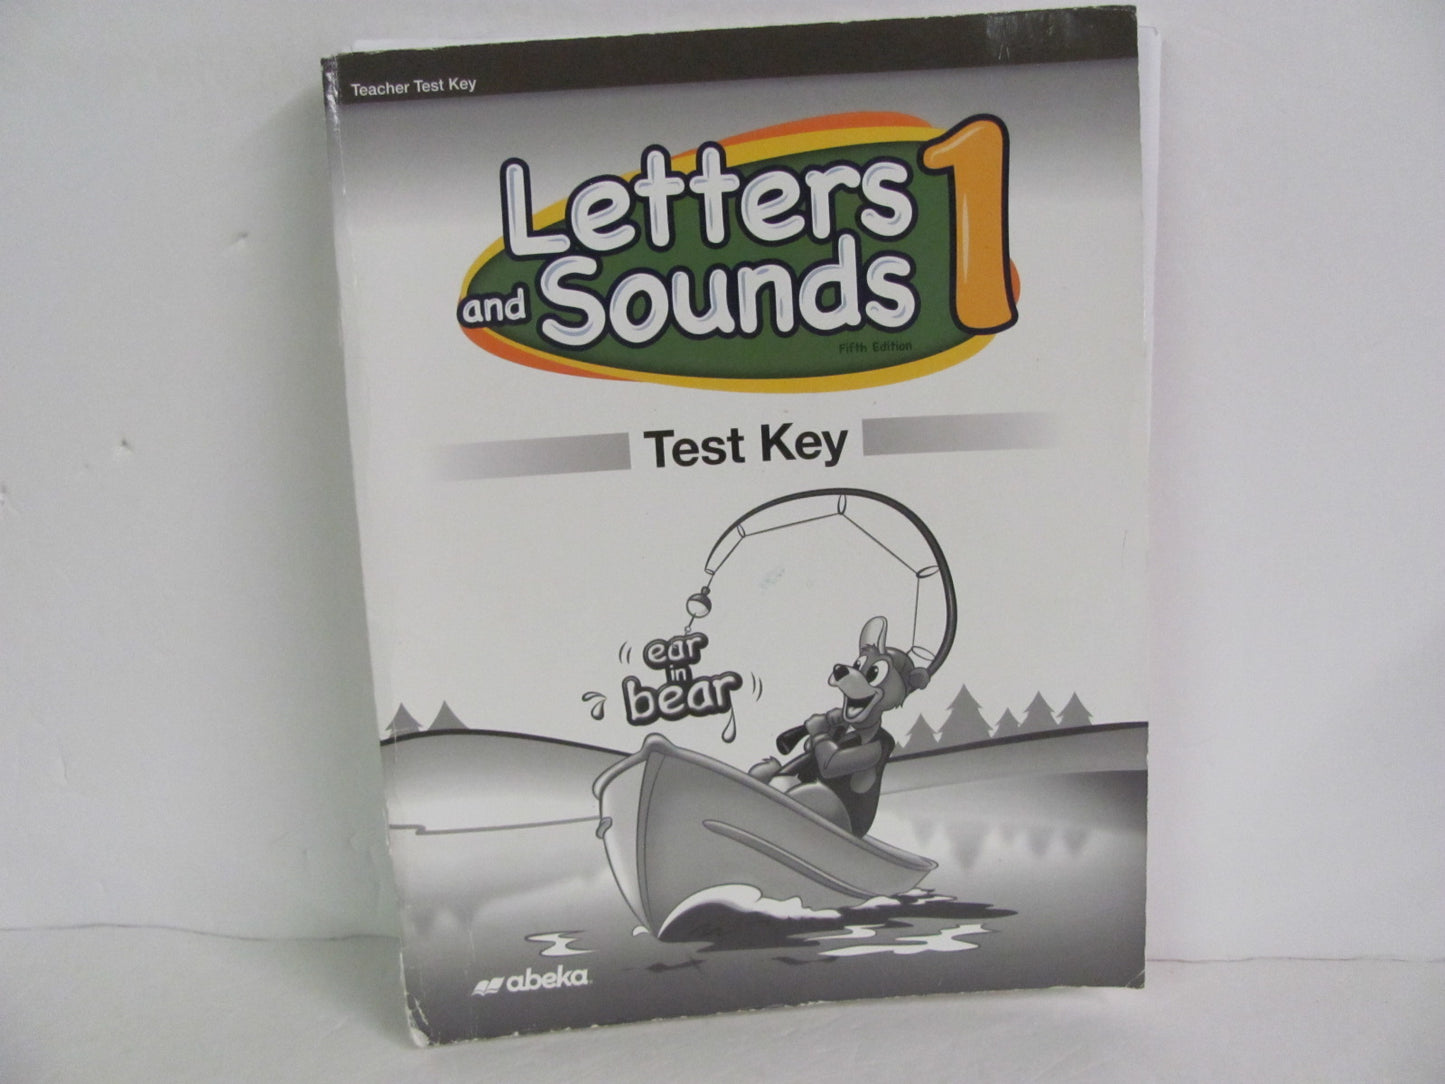 Teacher Test Key
Letters
and Sounds 1
Fifth Edition
Test Key
ear
in
bear
abeka